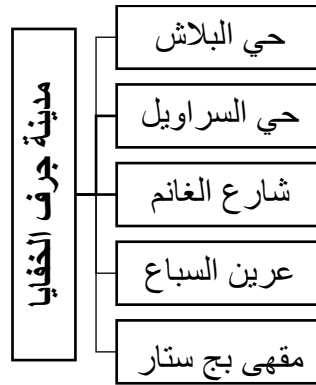 مدينة جرف الخفايا
حي البلاش
حي السراويل
شارع الغانم
عرين السباع
مقهى بج ستار